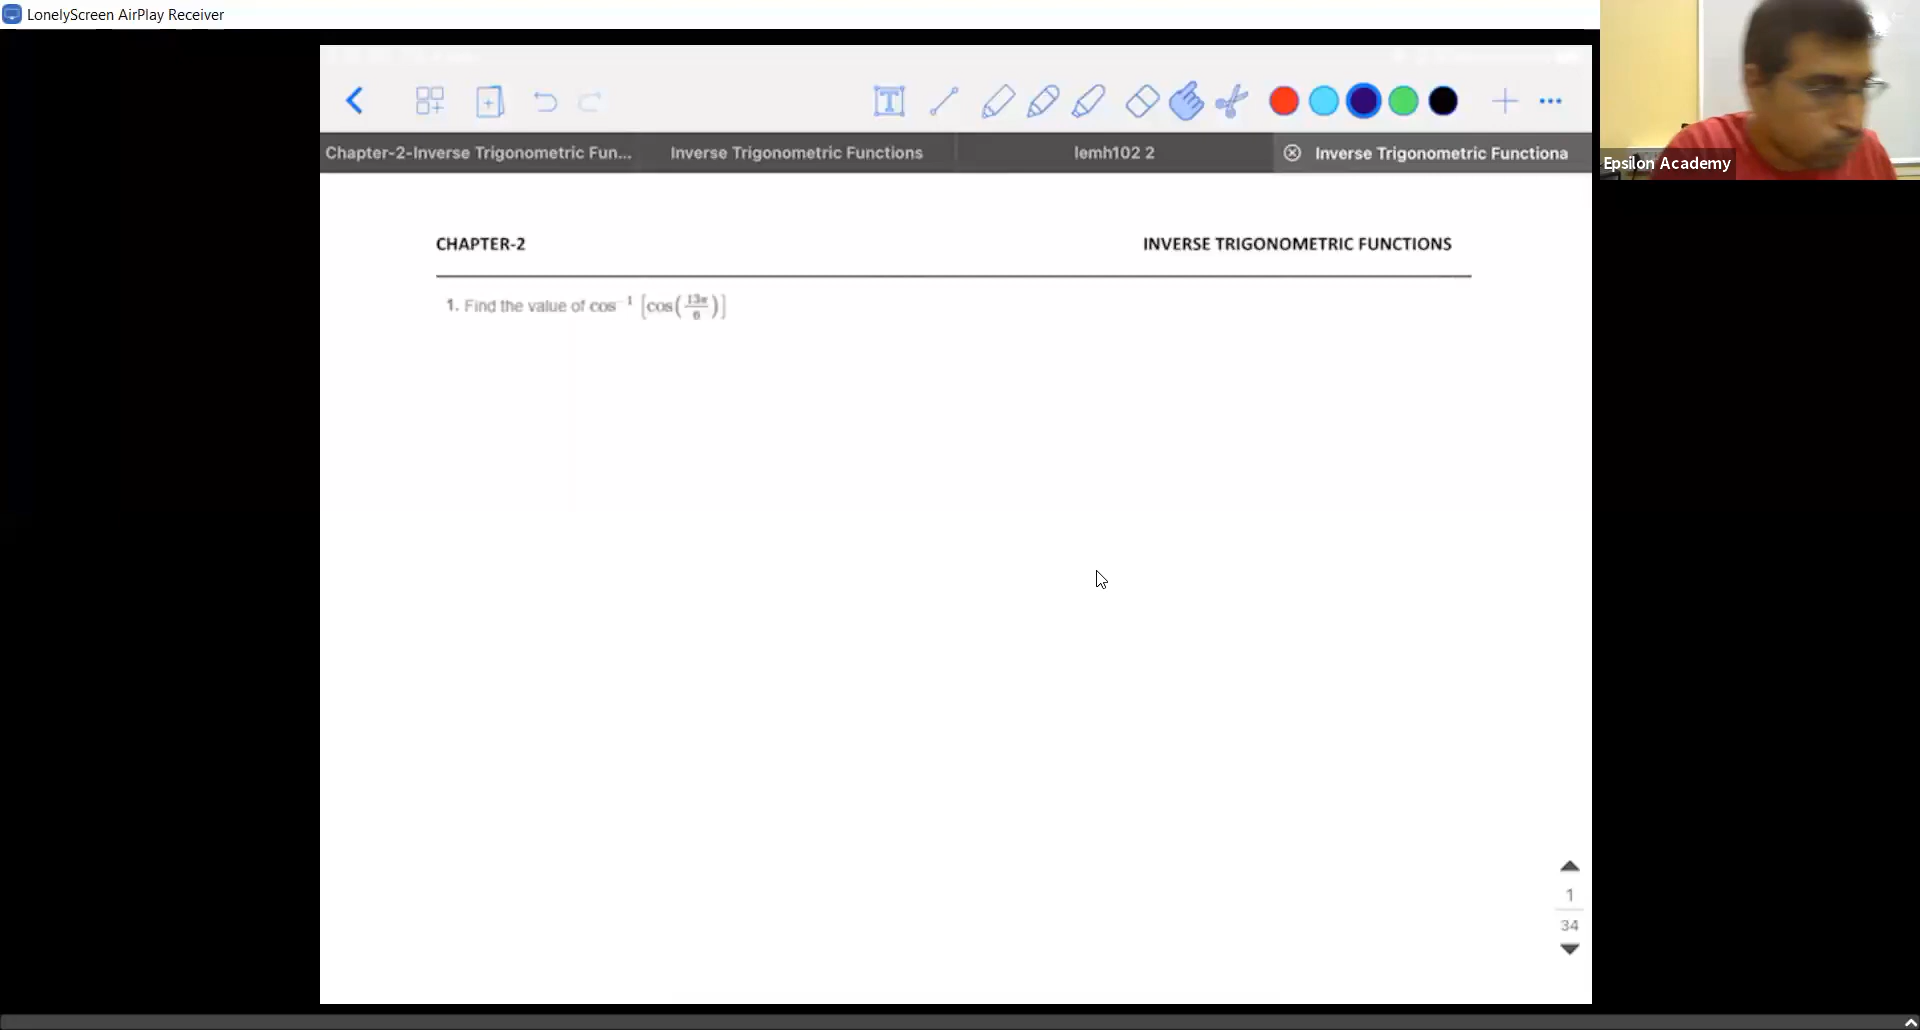 LonelyScreen AirPlay Receiver
Chapter-2-Inverse Trigonometric Fun...
Inverse Trigonometric Functions
lemh102 2
Inverse Trigonometric Functiona
Epsilon Academy
CHAPTER-2
INVERSE TRIGONOMETRIC FUNCTIONS
1. Find the value of cos⁻¹ [cos(13π/6)]
1
34